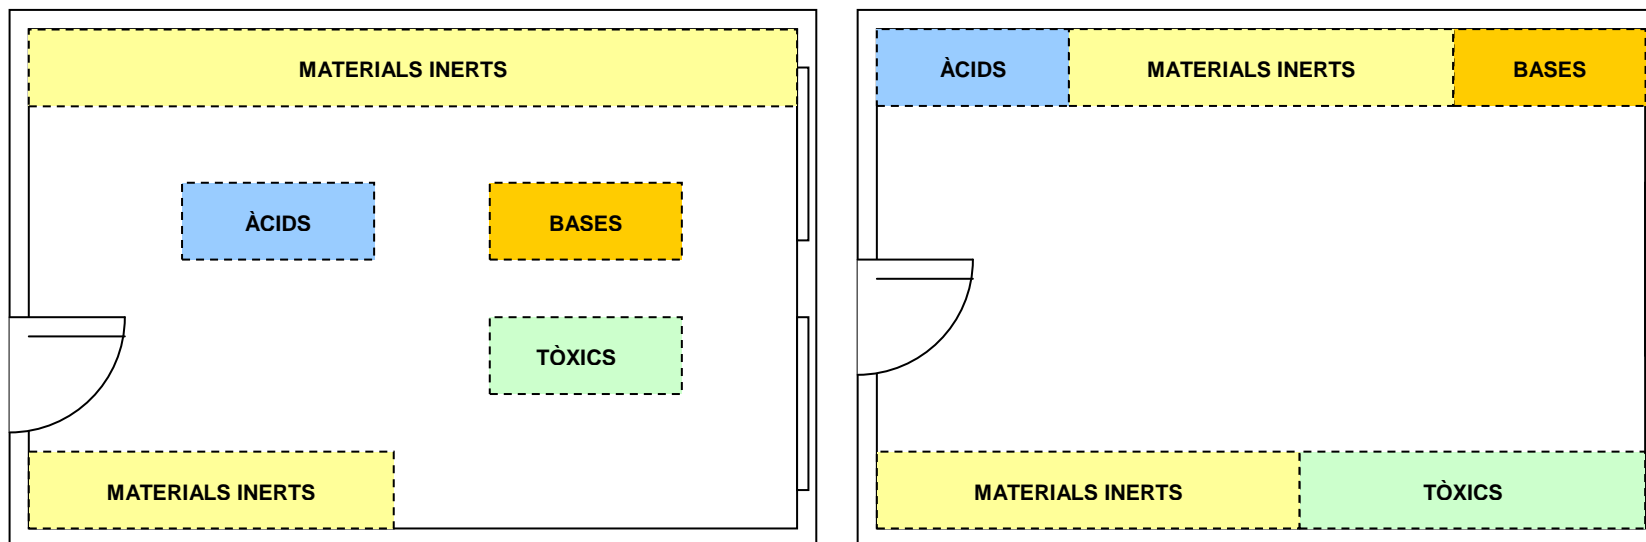 MATERIALS INERTS
ÀCIDS
BASES
TÒXICS
MATERIALS INERTS
ÀCIDS
MATERIALS INERTS
BASES
MATERIALS INERTS
TÒXICS